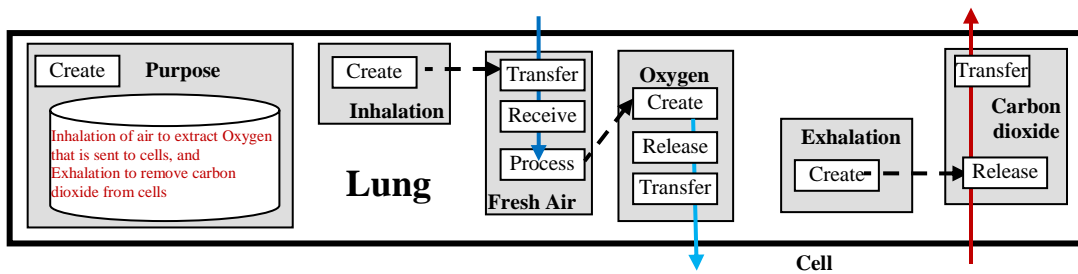 Create
Purpose
Inhalation of air to extract Oxygen
that is sent to cells, and
Exhalation to remove carbon
dioxide from cells
Create
Inhalation
Lung
Transfer
Receive
Process
Fresh Air
Oxygen
Create
Release
Transfer
Exhalation
Create
Transfer
Carbon
dioxide
Release
Cell